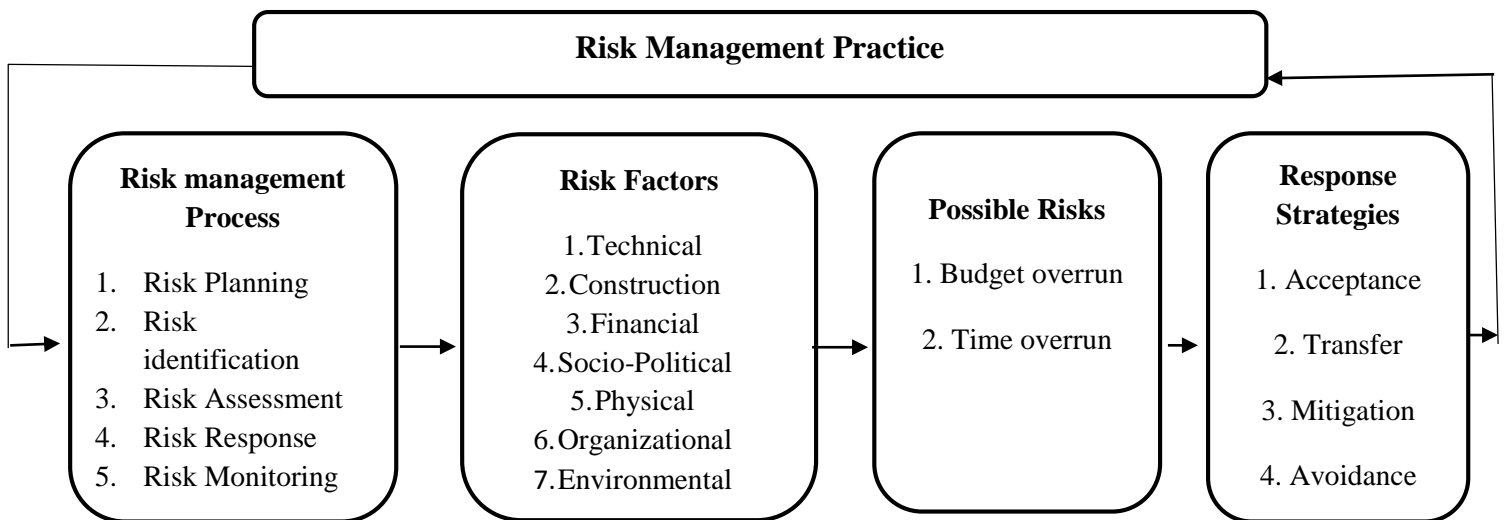 Risk Management Practice
Risk management
Process
1. Risk Planning
2. Risk
identification
3. Risk Assessment
4. Risk Response
5. Risk Monitoring
Risk Factors
1.Technical
2.Construction
3.Financial
4.Socio-Political
5.Physical
6.Organizational
7.Environmental
Possible Risks
1. Budget overrun
2. Time overrun
Response
Strategies
1. Acceptance
2. Transfer
3. Mitigation
4. Avoidance